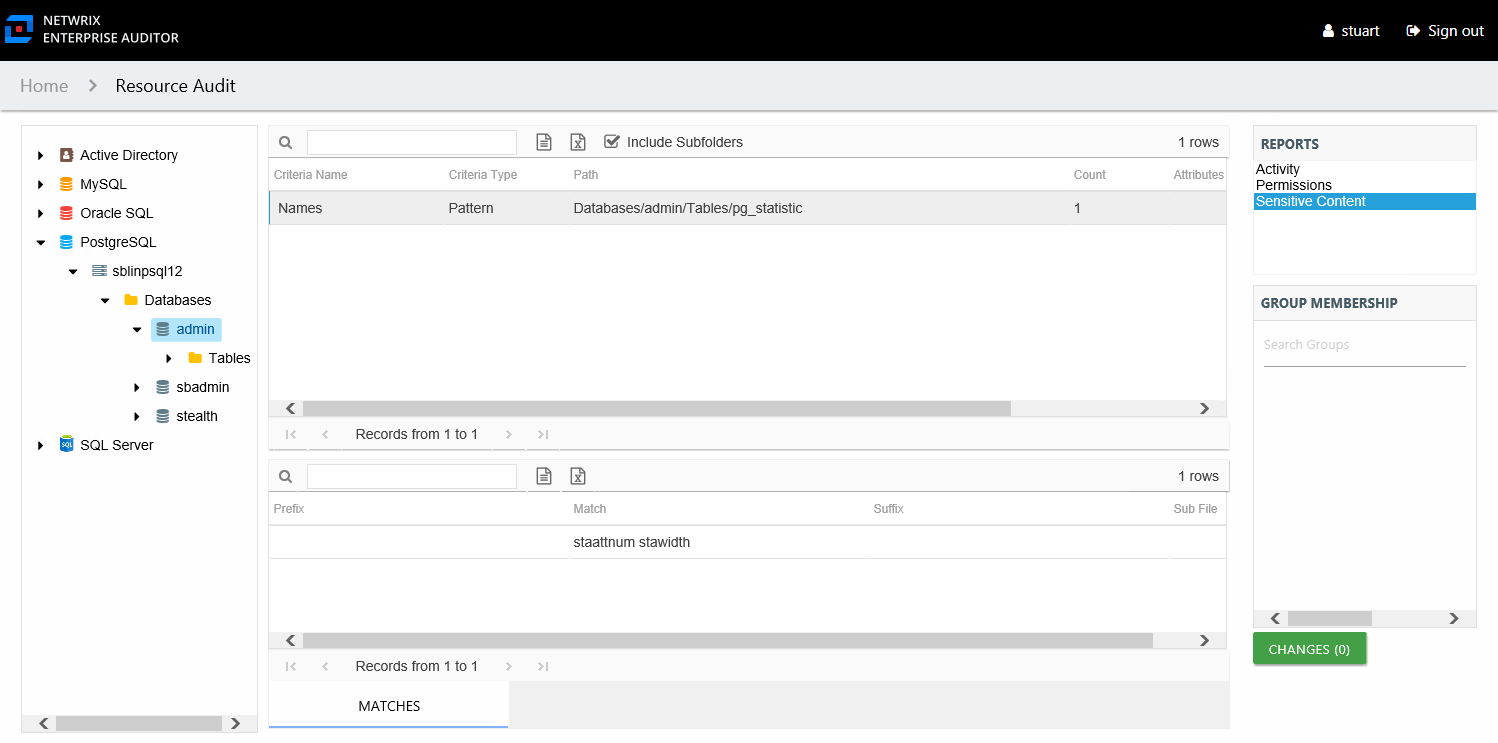 NETWRIX
ENTERPRISE AUDITOR
stuart
Sign out
Home
Resource Audit
Active Directory
MySQL
Oracle SQL
PostgreSQL
sblinpsql12
Databases
admin
Tables
sbadmin
stealth
SQL
SQL Server
Include Subfolders
1 rows
Criteria Name
Criteria Type
Path
Count
Attributes
Names
Pattern
Databases/admin/Tables/pg_statistic
1
Records from 1 to 1
1 rows
Prefix
Match
Suffix
Sub File
staattnum stawidth
Records from 1 to 1
MATCHES
REPORTS
Activity
Permissions
Sensitive Content
GROUP MEMBERSHIP
Search Groups
CHANGES (0)